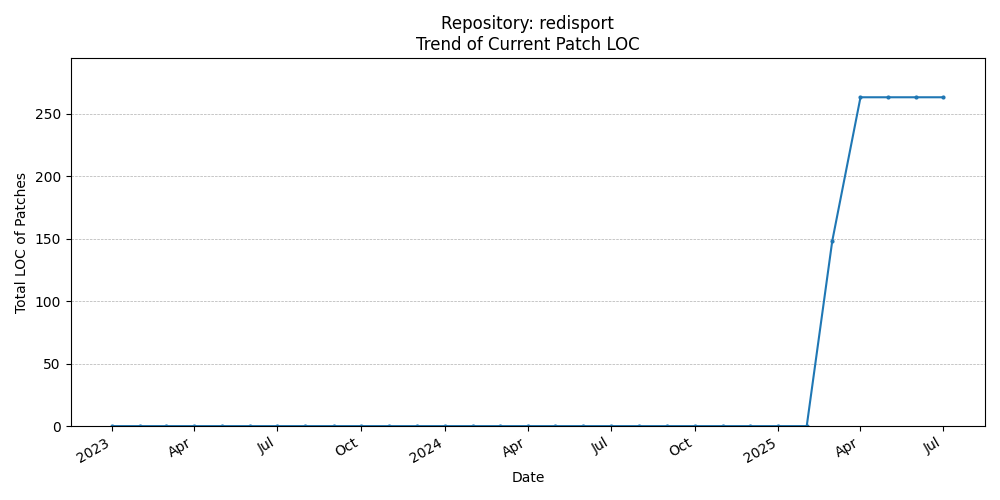 Repository: redisport
Trend of Current Patch LOC
Total LOC of Patches
250
200
150
100
50
0
2023 Apr Jul Oct 2024 Apr Jul Oct 2025 Apr Jul
Date